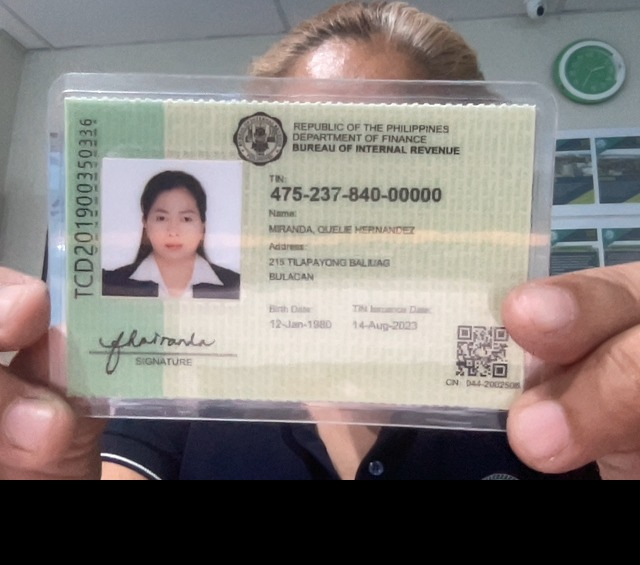 TCD201900350336
REPUBLIC OF THE PHILIPPINES
DEPARTMENT OF FINANCE
BUREAU OF INTERNAL REVENUE
TIN:
475-237-840-00000
Name:
MIRANDA, QUELIE HERNANDEZ
Address:
215 TILAPAYONG BALIUAG
BULACAN
Birth Date: TIN Issuance Date:
12-Jan-1980 14-Aug-2023
SIGNATURE
CN : 044-2002506